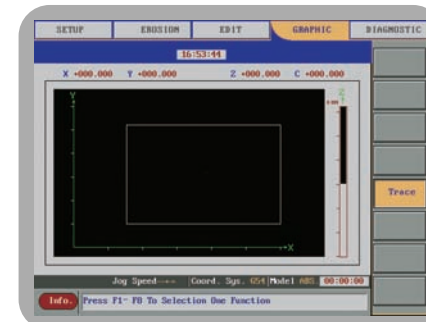 SETUP EROSION EDIT GRAPHIC DIAGNOSTIC
16:53:44
X +000.000 Y +000.000 Z +000.000 C +000.000
Y
Z
X
Trace
Jog Speed--- Coord. Sys. G54 Model ABS. 00:00:00
Info. Press F1~ F8 To Selection One Function